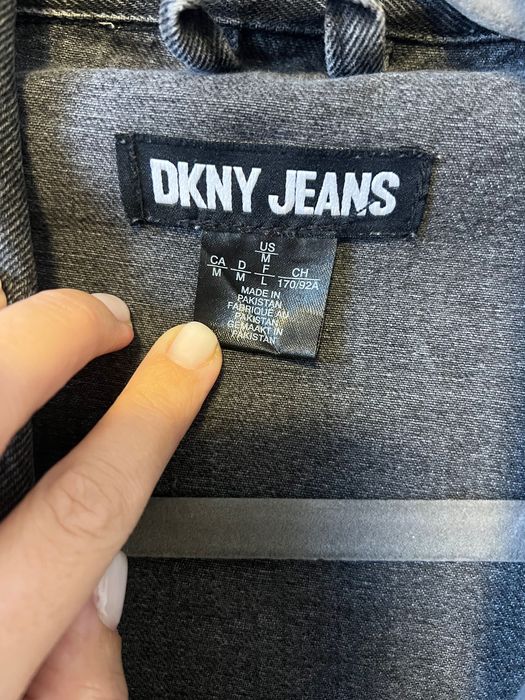 DKNY JEANS
US
M
CA D F CH
M M L 170/92A
MADE IN
PAKISTAN
FABRIQUE AU
PAKISTAN
GEMAAKT IN
PAKISTAN